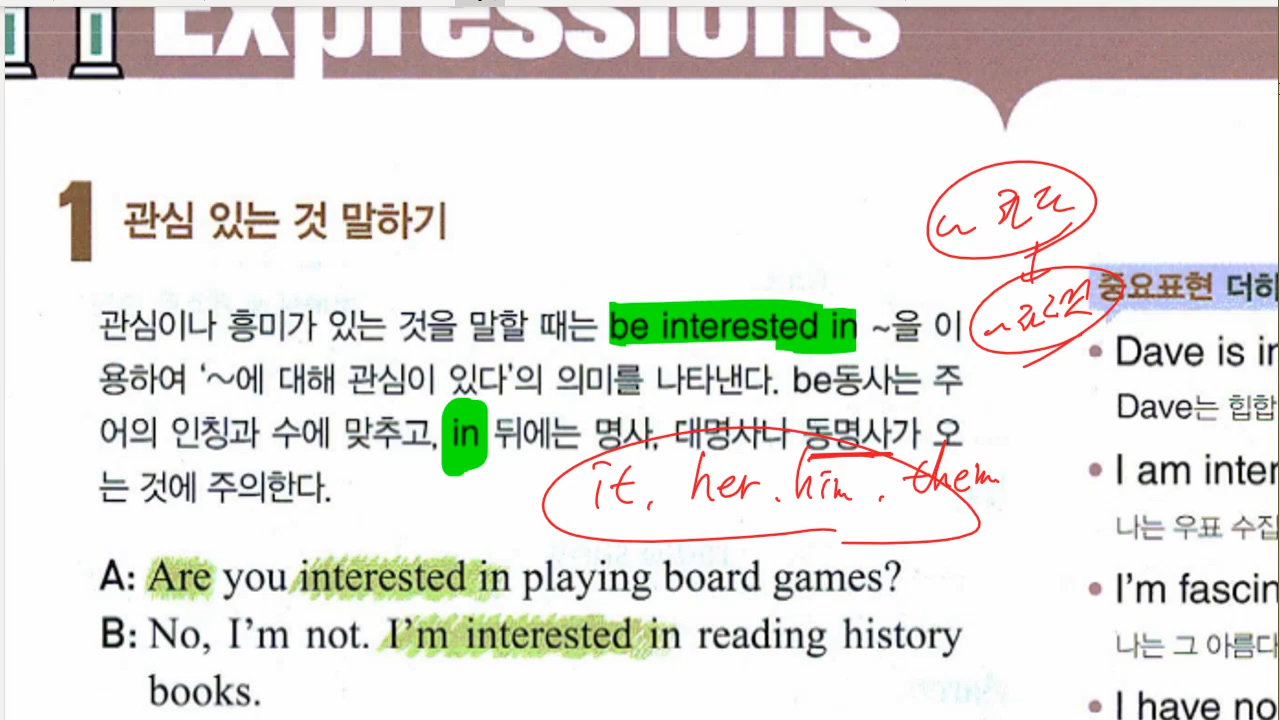 Expressions
1 관심 있는 것 말하기
관심이나 흥미가 있는 것을 말할 때는 be interested in ~을 이
용하여 '~에 대해 관심이 있다'의 의미를 나타낸다. be동사는 주
어의 인칭과 수에 맞추고, in 뒤에는 명사, 대명사나 동명사가 오
는 것에 주의한다.
it, her, him, them
A: Are you interested in playing board games?
B: No, I'm not. I'm interested in reading history
books.
중요표현 더하
• Dave is in
Dave는 힙합
• I am inter
나는 우표 수집
• I'm fascin
나는 그 아름다
• I have no